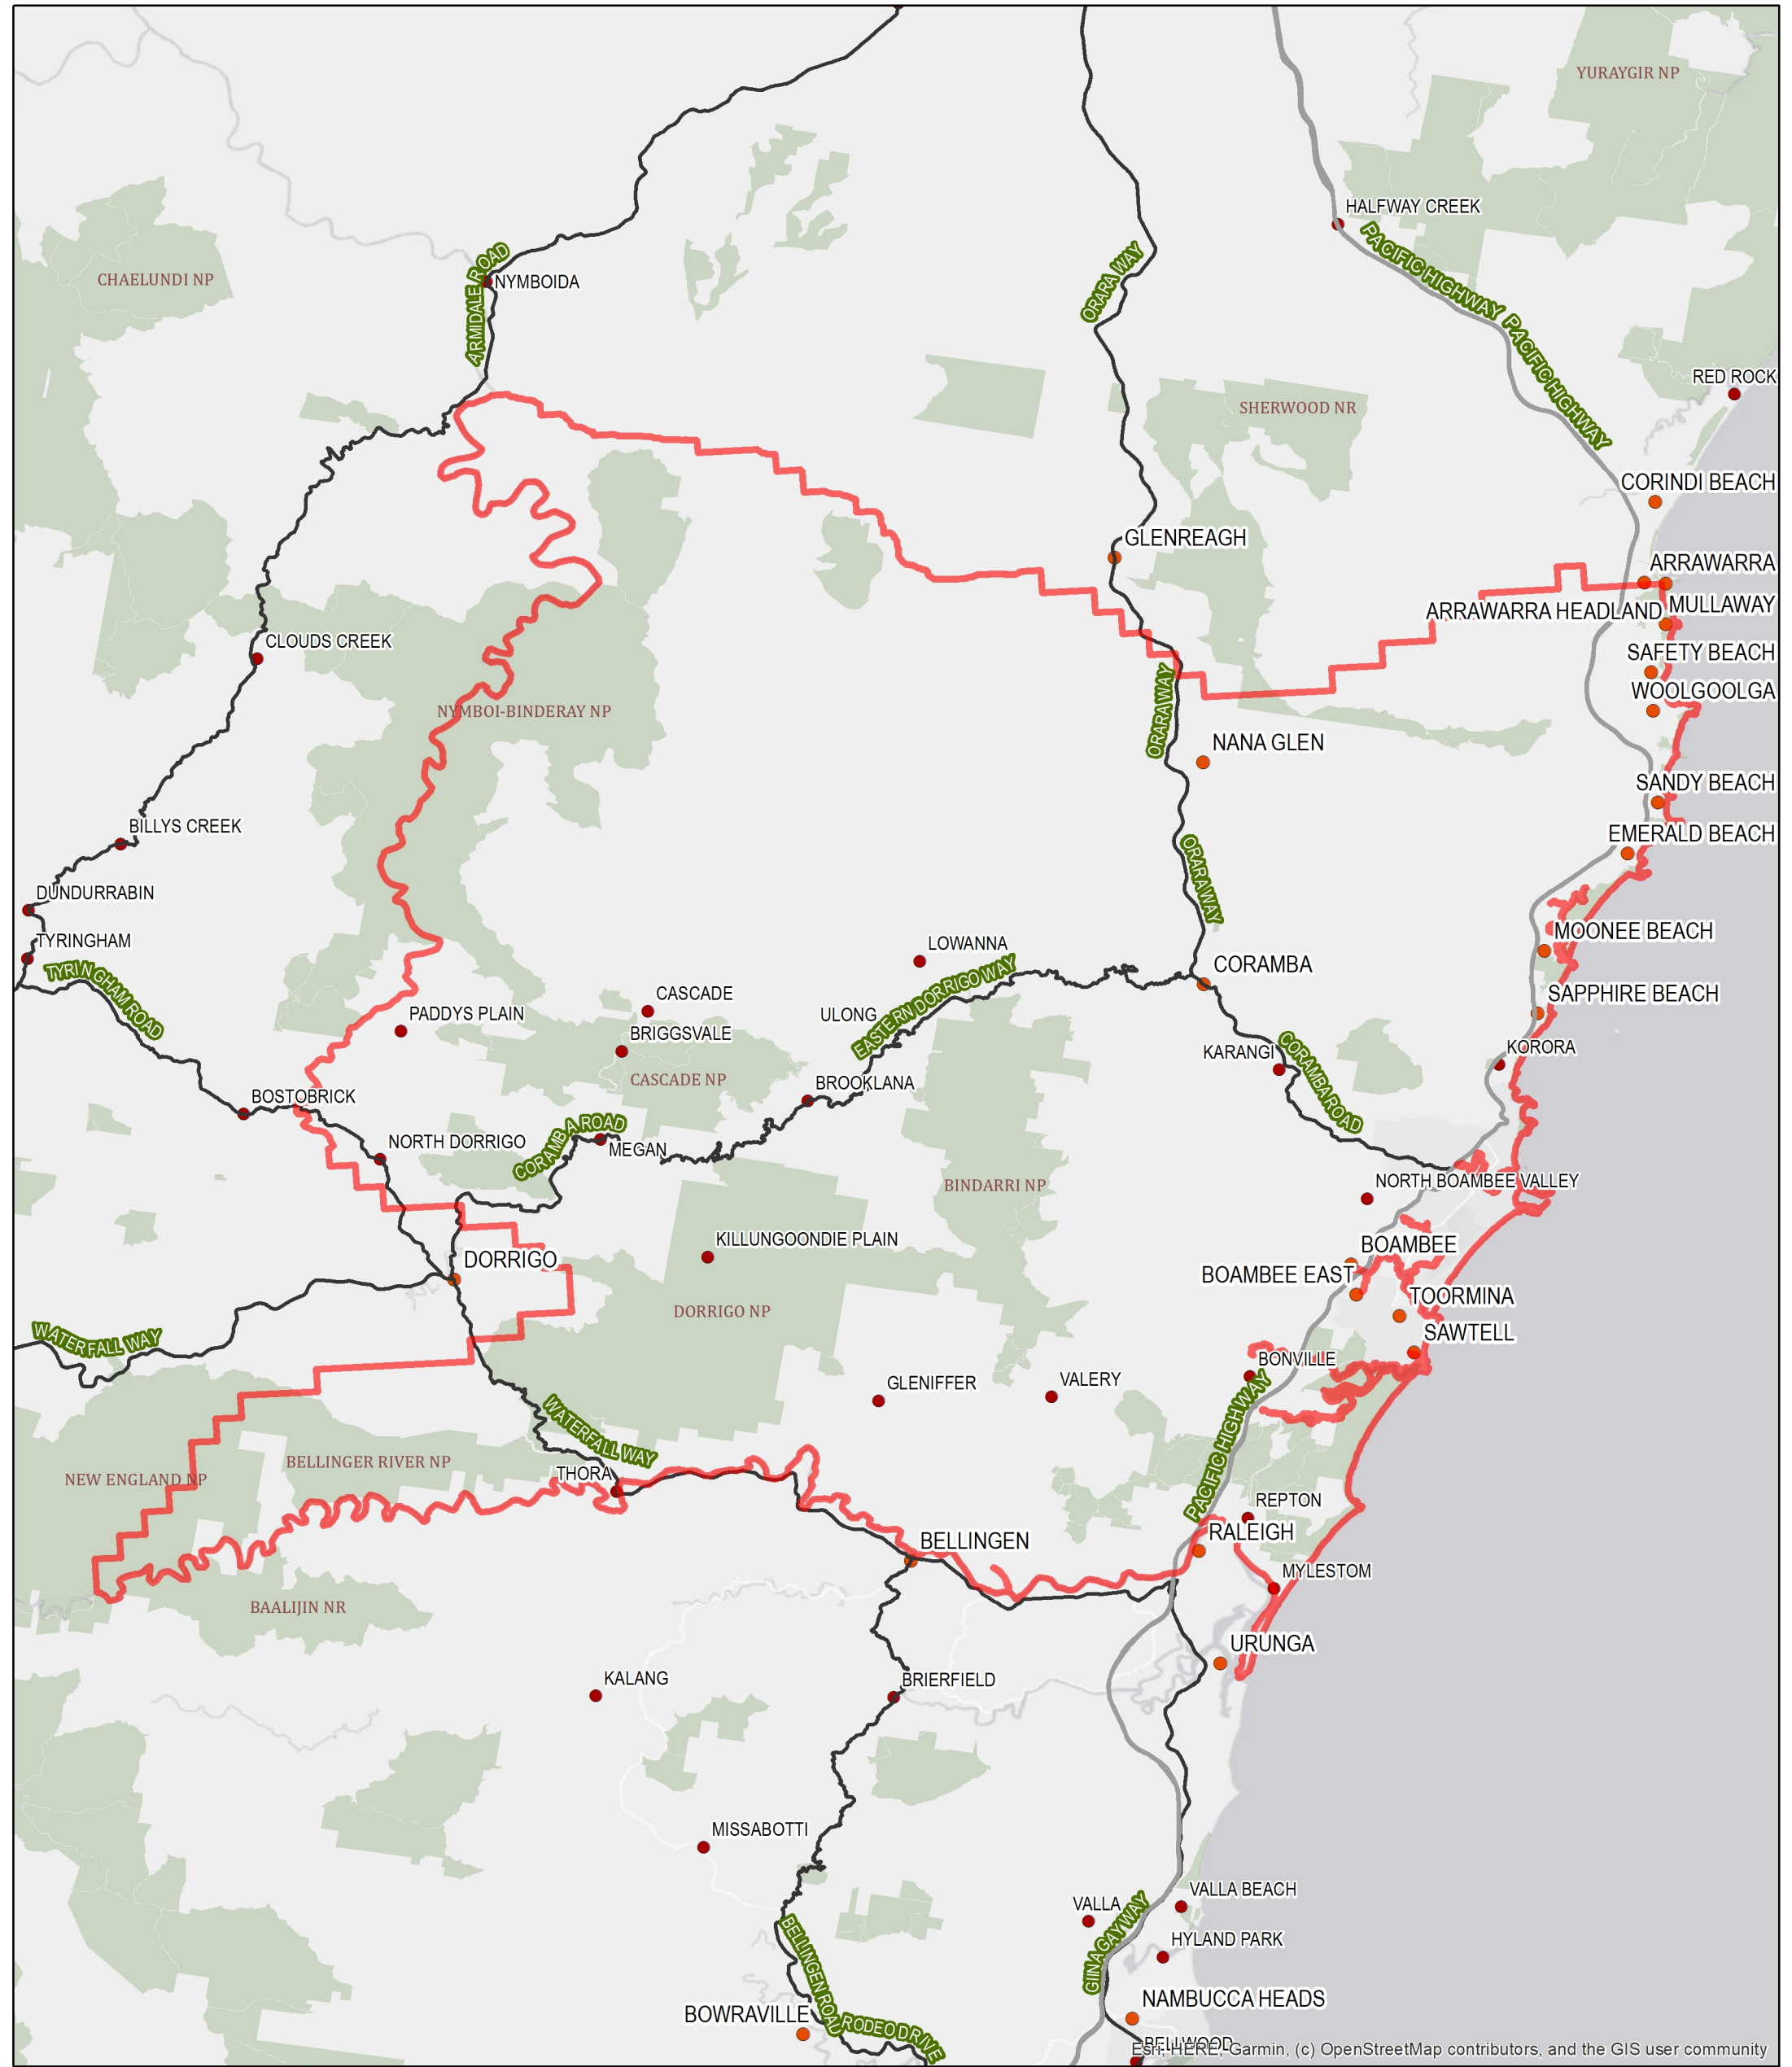 YURAYGIR NP
HALFWAY CREEK
PACIFIC HIGHWAY
PACIFIC HIGHWAY
CHAELUNDI NP
ARMIDALE ROAD
NYMBOIDA
ORARA WAY
RED ROCK
SHERWOOD NR
CORINDI BEACH
GLENREAGH
ARRAWARRA
ARRAWARRA HEADLAND
MULLAWAY
CLOUDS CREEK
SAFETY BEACH
WOOLGOOLGA
NYMBOI-BINDERAY NP
ORARA WAY
NANA GLEN
SANDY BEACH
BILLYS CREEK
EMERALD BEACH
ORARA WAY
DUNDURRABIN
TYRINGHAM
LOWANNA
MOONEE BEACH
TYRINGHAM ROAD
EASTERN DORRIGO WAY
CORAMBA
CASCADE
SAPPHIRE BEACH
PADDYS PLAIN
ULONG
BRIGGSVALE
KARANGI
KORORA
CASCADE NP
BROOKLANA
CORAMBA ROAD
BOSTOBRICK
CORAMBA ROAD
NORTH DORRIGO
MEGAN
BINDARRI NP
NORTH BOAMBEE VALLEY
KILLUNGOONDIE PLAIN
BOAMBEE
DORRIGO
BOAMBEE EAST
DORRIGO NP
TOORMINA
WATERFALL WAY
SAWTELL
BONVILLE
GLENIFFER
VALERY
WATERFALL WAY
PACIFIC HIGHWAY
BELLINGER RIVER NP
NEW ENGLAND NP
THORA
REPTON
RALEIGH
BELLINGEN
MYLESTOM
BAALIJIN NR
URUNGA
KALANG
BRIERFIELD
MISSABOTTI
VALLA BEACH
VALLA
GIINAGAY WAY
HYLAND PARK
BELLINGEN ROAD
NAMBUCCA HEADS
BOWRAVILLE
RODEO DRIVE
BELLWOOD
Esri, HERE, Garmin, (c) OpenStreetMap contributors, and the GIS user community